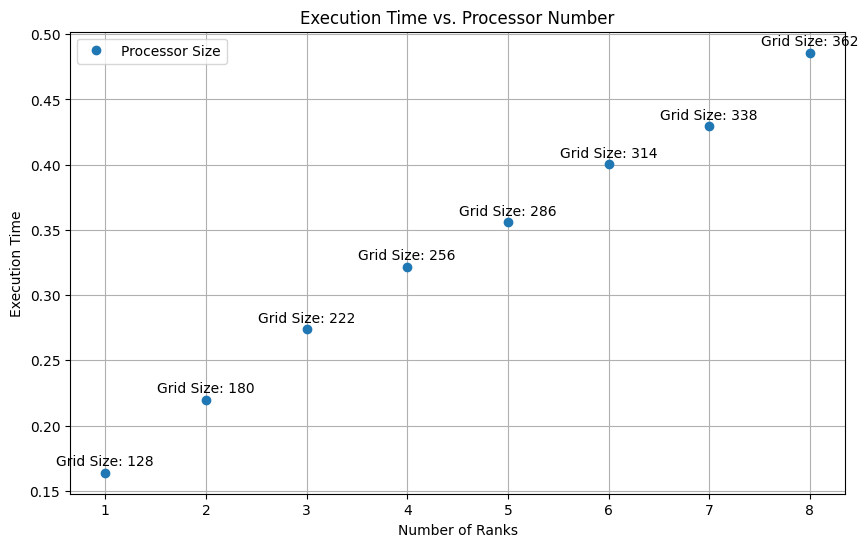 Execution Time vs. Processor Number
Processor Size
Grid Size: 362
Grid Size: 338
Grid Size: 314
Grid Size: 286
Grid Size: 256
Grid Size: 222
Grid Size: 180
Grid Size: 128
0.50
0.45
0.40
0.35
0.30
0.25
0.20
0.15
Execution Time
1 2 3 4 5 6 7 8
Number of Ranks